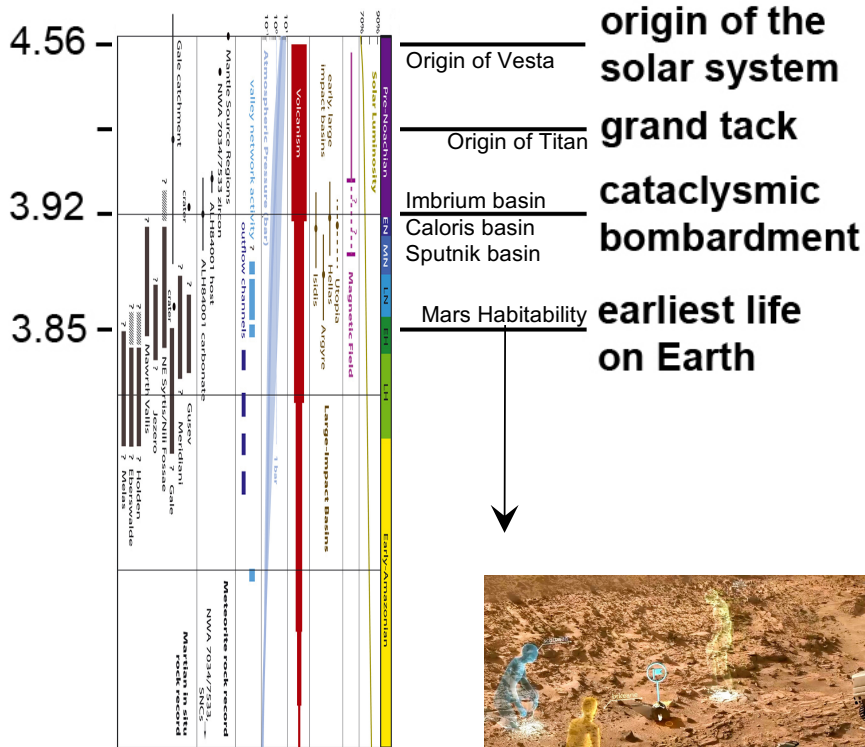 4.56
origin of the
solar system
Origin of Vesta
grand tack
Origin of Titan
3.92
Imbrium basin
cataclysmic
bombardment
Caloris basin
Sputnik basin
3.85
Mars Habitability
earliest life
on Earth
70%
90%
Solar Luminosity
Pre-Noachian
EN
MN
LN
EH
LH
Early-Amazonian
Magnetic Field
?
?
early, large
impact basins
Utopia
Hellas
Isidis
Argyre
Large-Impact Basins
Volcanism
Atmospheric Pressure (bar)
1 bar
valley network activity ?
outflow channels
Mantle Source Regions
NWA 7034/7533 zircon
ALH84001 host
ALH84001 carbonate
Meteorite rock record
NWA 7034/7533,
SNCs
Gale catchment
crater
crater
Gusev
? Meridiani ?
? Gale
? NE Syrtis/Nili Fossae
? Jezero
? Mawrth Vallis
? Holden ?
? Eberswalde ?
? Melas ?
Martian in situ
rock record